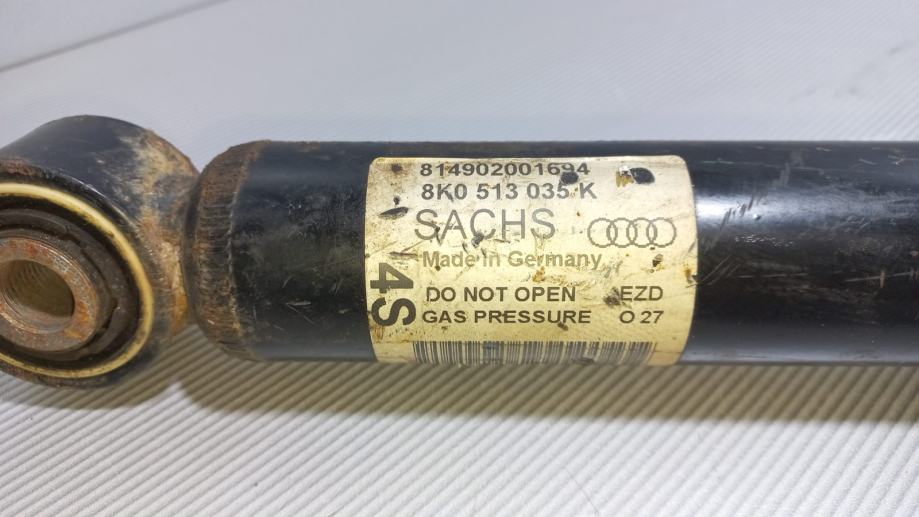 814902001694
8K0 513 035 K
SACHS
Made in Germany
4S
DO NOT OPEN EZD
GAS PRESSURE O 27